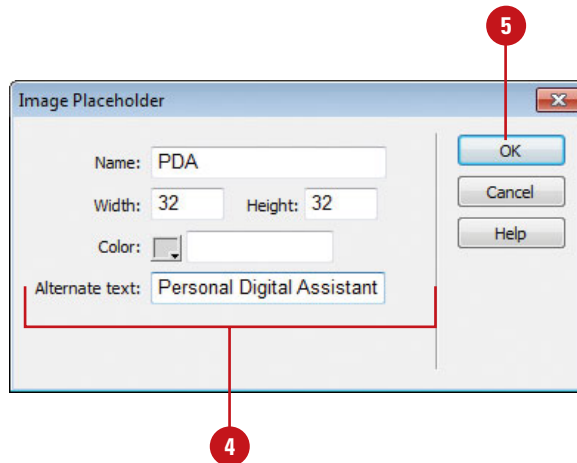 5
Image Placeholder
Name: PDA
OK
Width: 32 Height: 32
Cancel
Color:
Help
Alternate text: Personal Digital Assistant
4